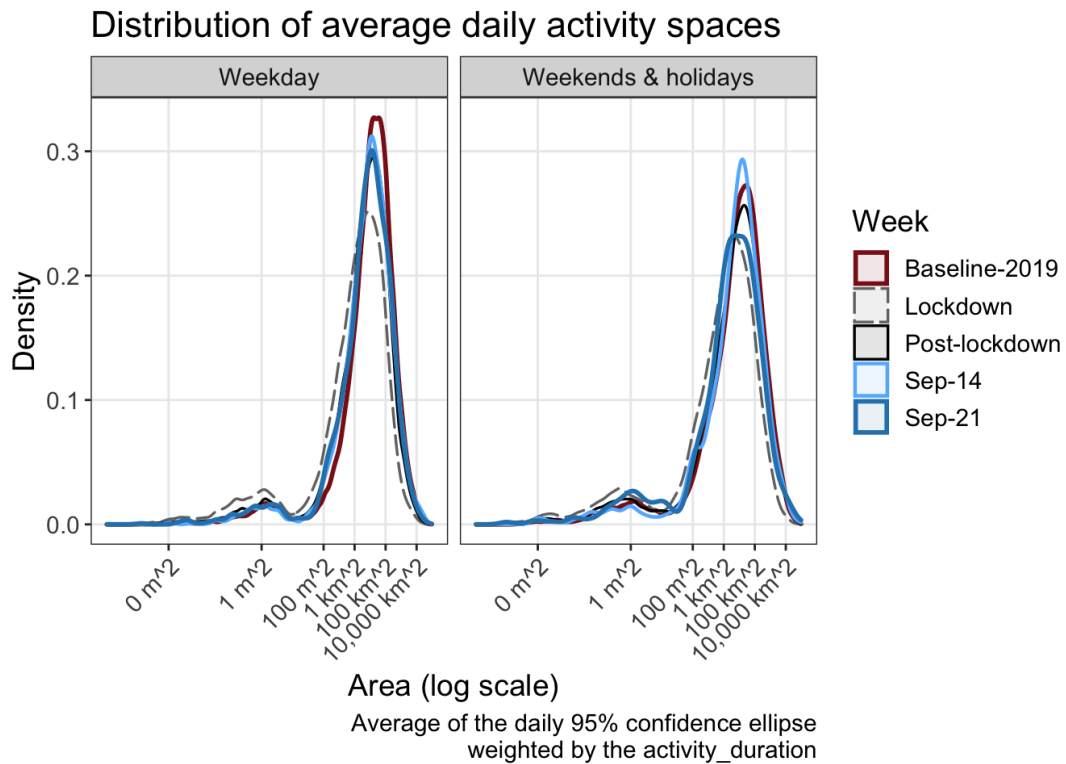 Distribution of average daily activity spaces
Weekday
Weekends & holidays
Density
0.3
0.2
0.1
0.0
0 m^2
1 m^2
100 m^2
1 km^2
100 km^2
10,000 km^2
0 m^2
1 m^2
100 m^2
1 km^2
100 km^2
10,000 km^2
Area (log scale)
Week
Baseline-2019
Lockdown
Post-lockdown
Sep-14
Sep-21
Average of the daily 95% confidence ellipse
weighted by the activity_duration